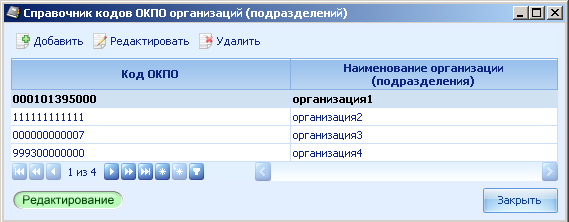 Справочник кодов ОКПО организаций (подразделений)
Добавить Редактировать Удалить
Код ОКПО Наименование организации (подразделения)
000101395000 организация1
111111111111 организация2
000000000007 организация3
999300000000 организация4
1 из 4
Редактирование Закрыть